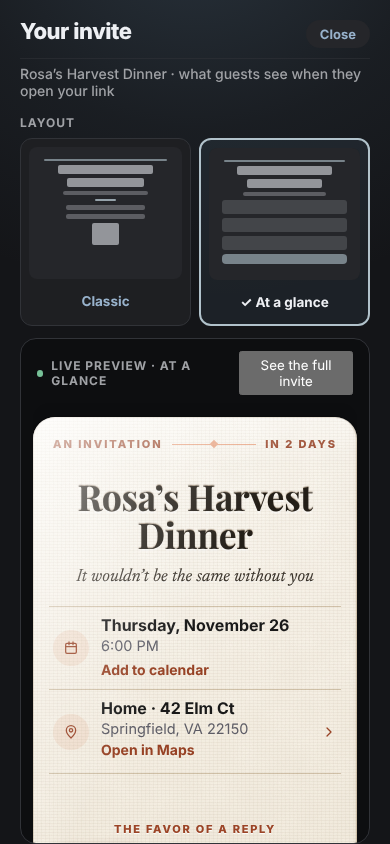 Your invite
Close
Rosa’s Harvest Dinner · what guests see when they
open your link
LAYOUT
Classic
✓ At a glance
LIVE PREVIEW · AT A
GLANCE
See the full
invite
AN INVITATION
IN 2 DAYS
Rosa’s Harvest
Dinner
It wouldn’t be the same without you
Thursday, November 26
6:00 PM
Add to calendar
Home · 42 Elm Ct
Springfield, VA 22150
Open in Maps
THE FAVOR OF A REPLY